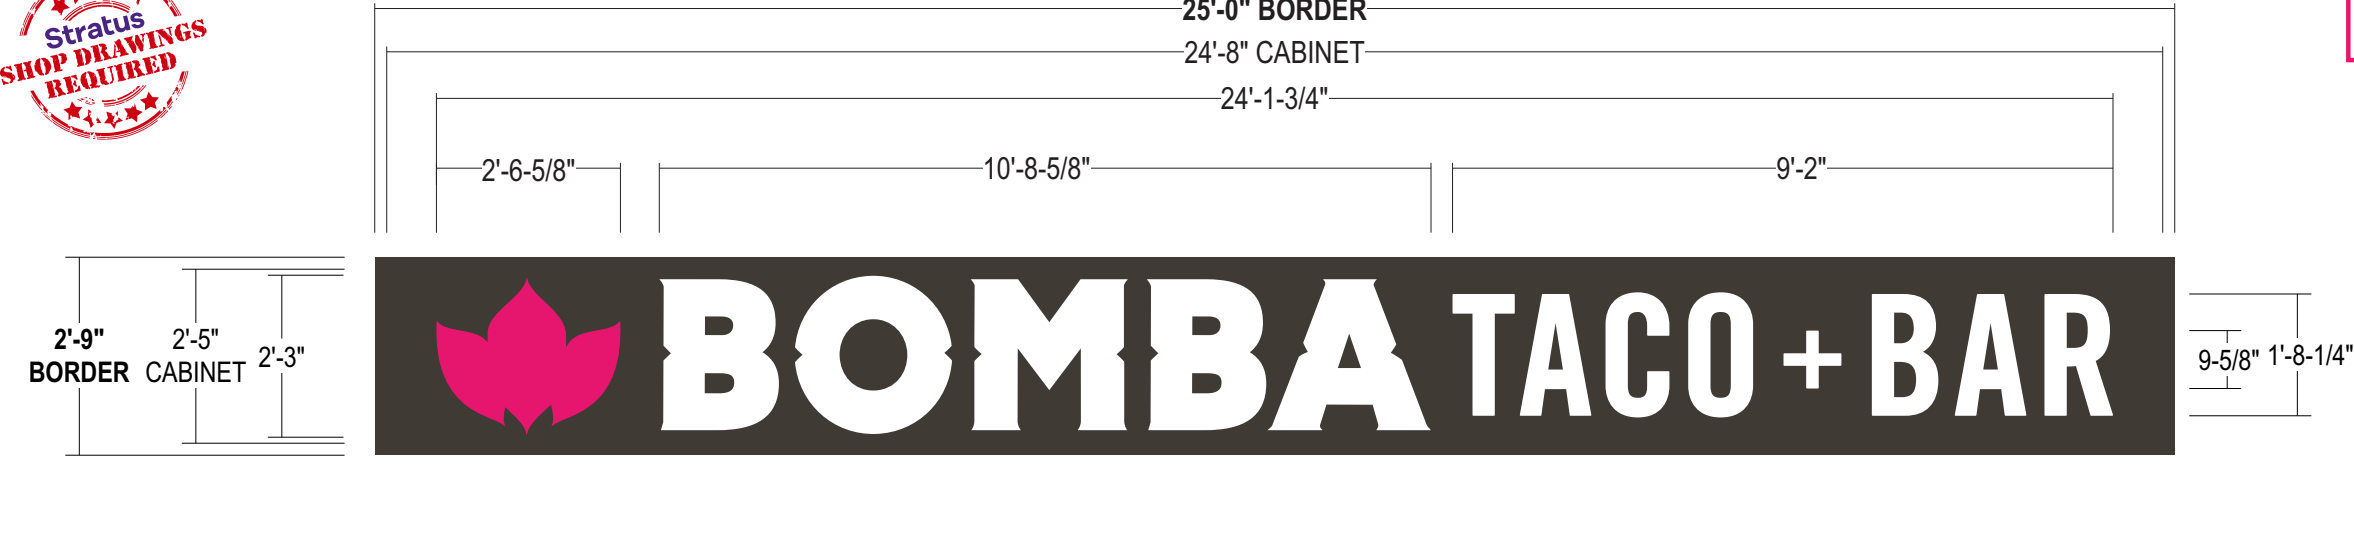 Stratus
SHOP DRAWINGS
REQUIRED
25'-0" BORDER
24'-8" CABINET
24'-1-3/4"
2'-6-5/8"
10'-8-5/8"
9'-2"
2'-9"
BORDER
2'-5"
CABINET
2'-3"
BOMBA TACO + BAR
9-5/8"
1'-8-1/4"